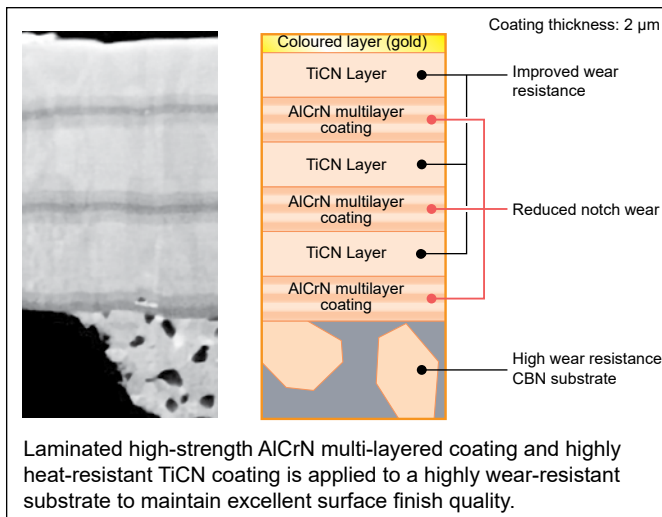 Coating thickness: 2 µm
Coloured layer (gold)
TiCN Layer
Improved wear
resistance
AlCrN multilayer
coating
TiCN Layer
AlCrN multilayer
coating
Reduced notch wear
TiCN Layer
AlCrN multilayer
coating
High wear resistance
CBN substrate
Laminated high-strength AlCrN multi-layered coating and highly
heat-resistant TiCN coating is applied to a highly wear-resistant
substrate to maintain excellent surface finish quality.